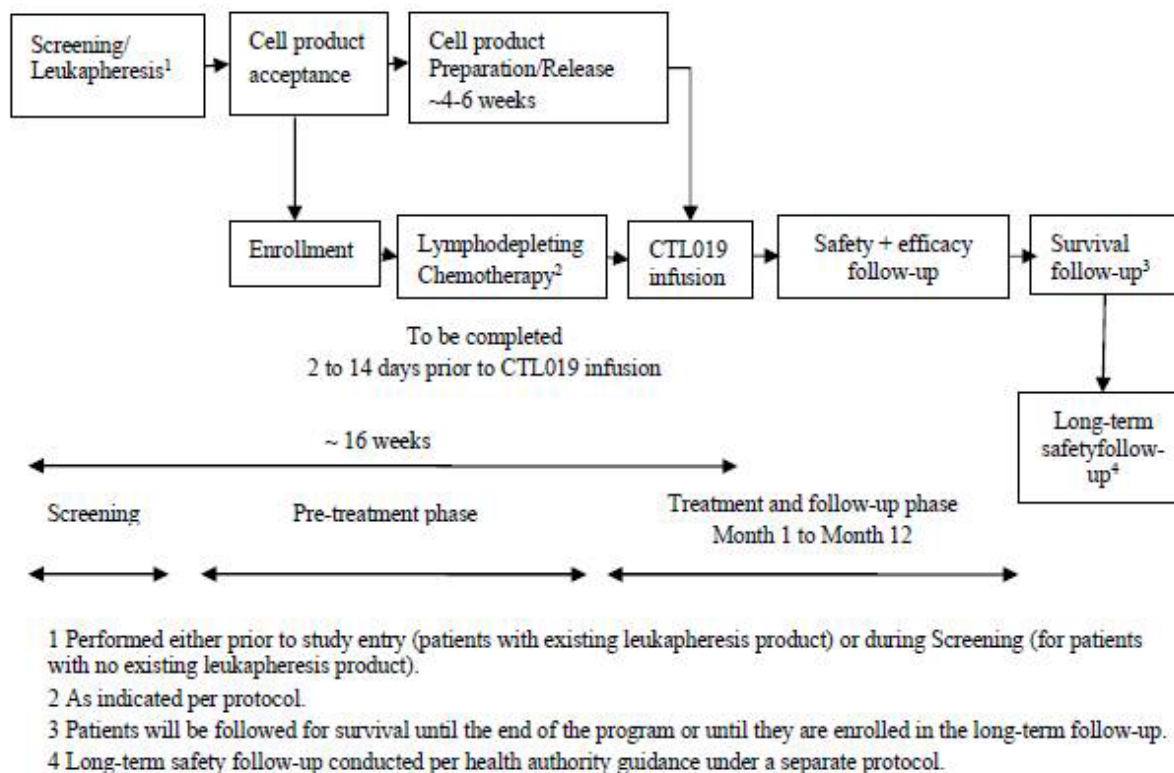 Screening/
Leukapheresis1
Cell product
acceptance
Cell product
Preparation/Release
~4-6 weeks
Enrollment
Lymphodepleting
Chemotherapy2
CTL019
infusion
Safety + efficacy
follow-up
Survival
follow-up3
To be completed
2 to 14 days prior to CTL019 infusion
Long-term
safetyfollow-
up4
~ 16 weeks
Screening
Pre-treatment phase
Treatment and follow-up phase
Month 1 to Month 12
1 Performed either prior to study entry (patients with existing leukapheresis product) or during Screening (for patients
with no existing leukapheresis product).
2 As indicated per protocol.
3 Patients will be followed for survival until the end of the program or until they are enrolled in the long-term follow-up.
4 Long-term safety follow-up conducted per health authority guidance under a separate protocol.